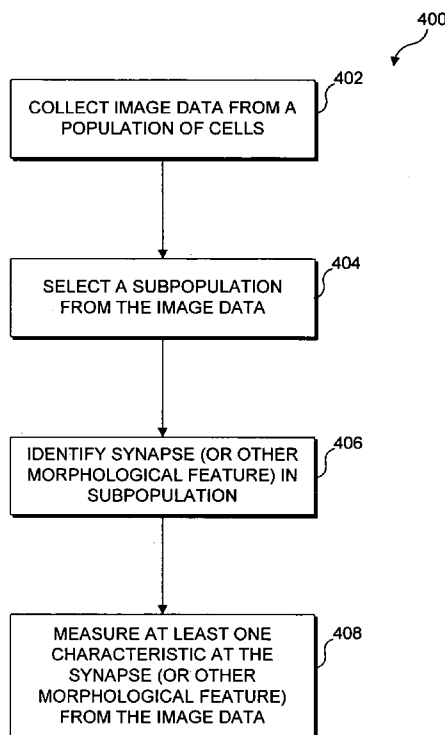 400
402
COLLECT IMAGE DATA FROM A
POPULATION OF CELLS
404
SELECT A SUBPOPULATION
FROM THE IMAGE DATA
406
IDENTIFY SYNAPSE (OR OTHER
MORPHOLOGICAL FEATURE) IN
SUBPOPULATION
408
MEASURE AT LEAST ONE
CHARACTERISTIC AT THE
SYNAPSE (OR OTHER
MORPHOLOGICAL FEATURE)
FROM THE IMAGE DATA